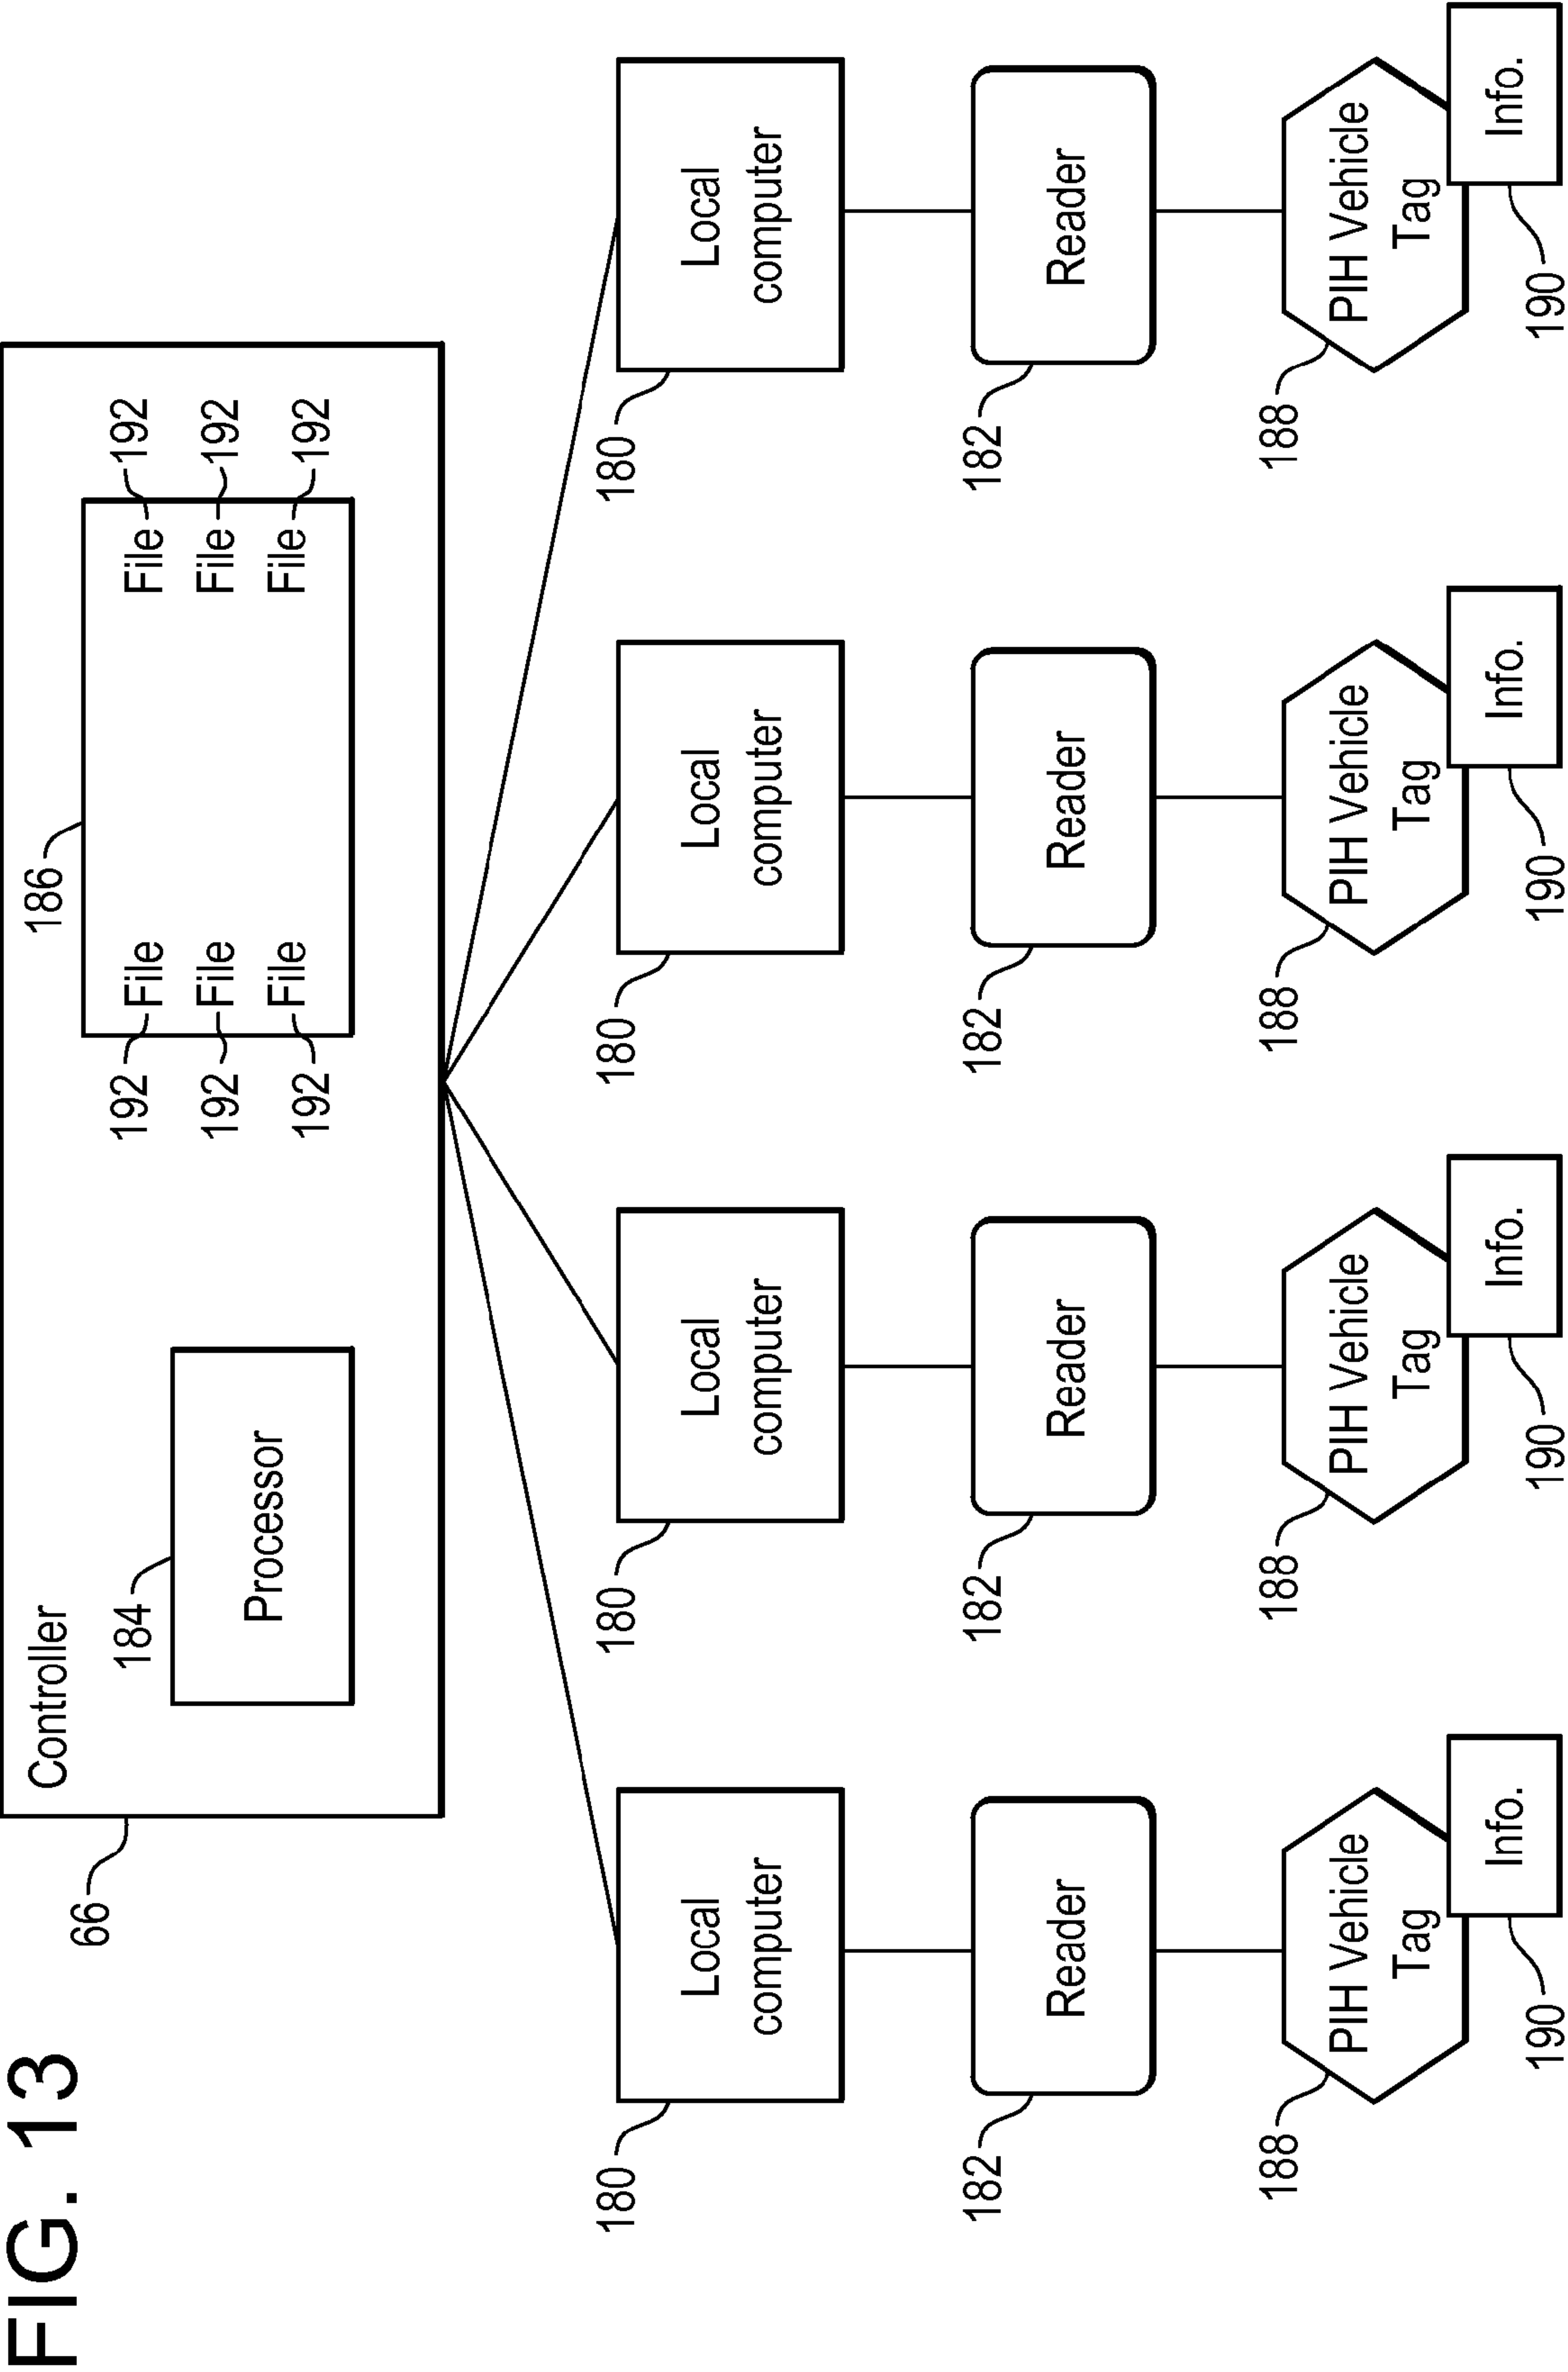 FIG. 13
66
Controller
184
Processor
186
192 File
File 192
192 File
File 192
192 File
File 192
180
Local
computer
180
Local
computer
180
Local
computer
180
Local
computer
182
Reader
182
Reader
182
Reader
182
Reader
188
PIH Vehicle
Tag
188
PIH Vehicle
Tag
188
PIH Vehicle
Tag
188
PIH Vehicle
Tag
190
Info.
190
Info.
190
Info.
190
Info.